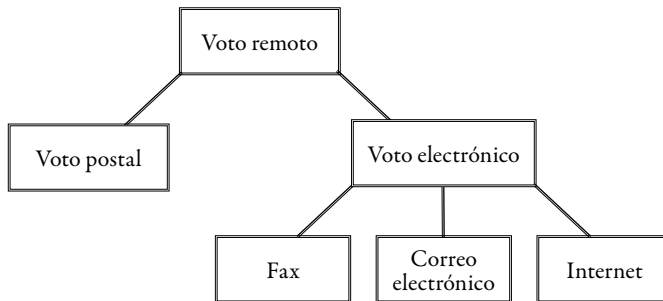 Voto remoto
Voto postal
Voto electrónico
Fax
Correo
electrónico
Internet